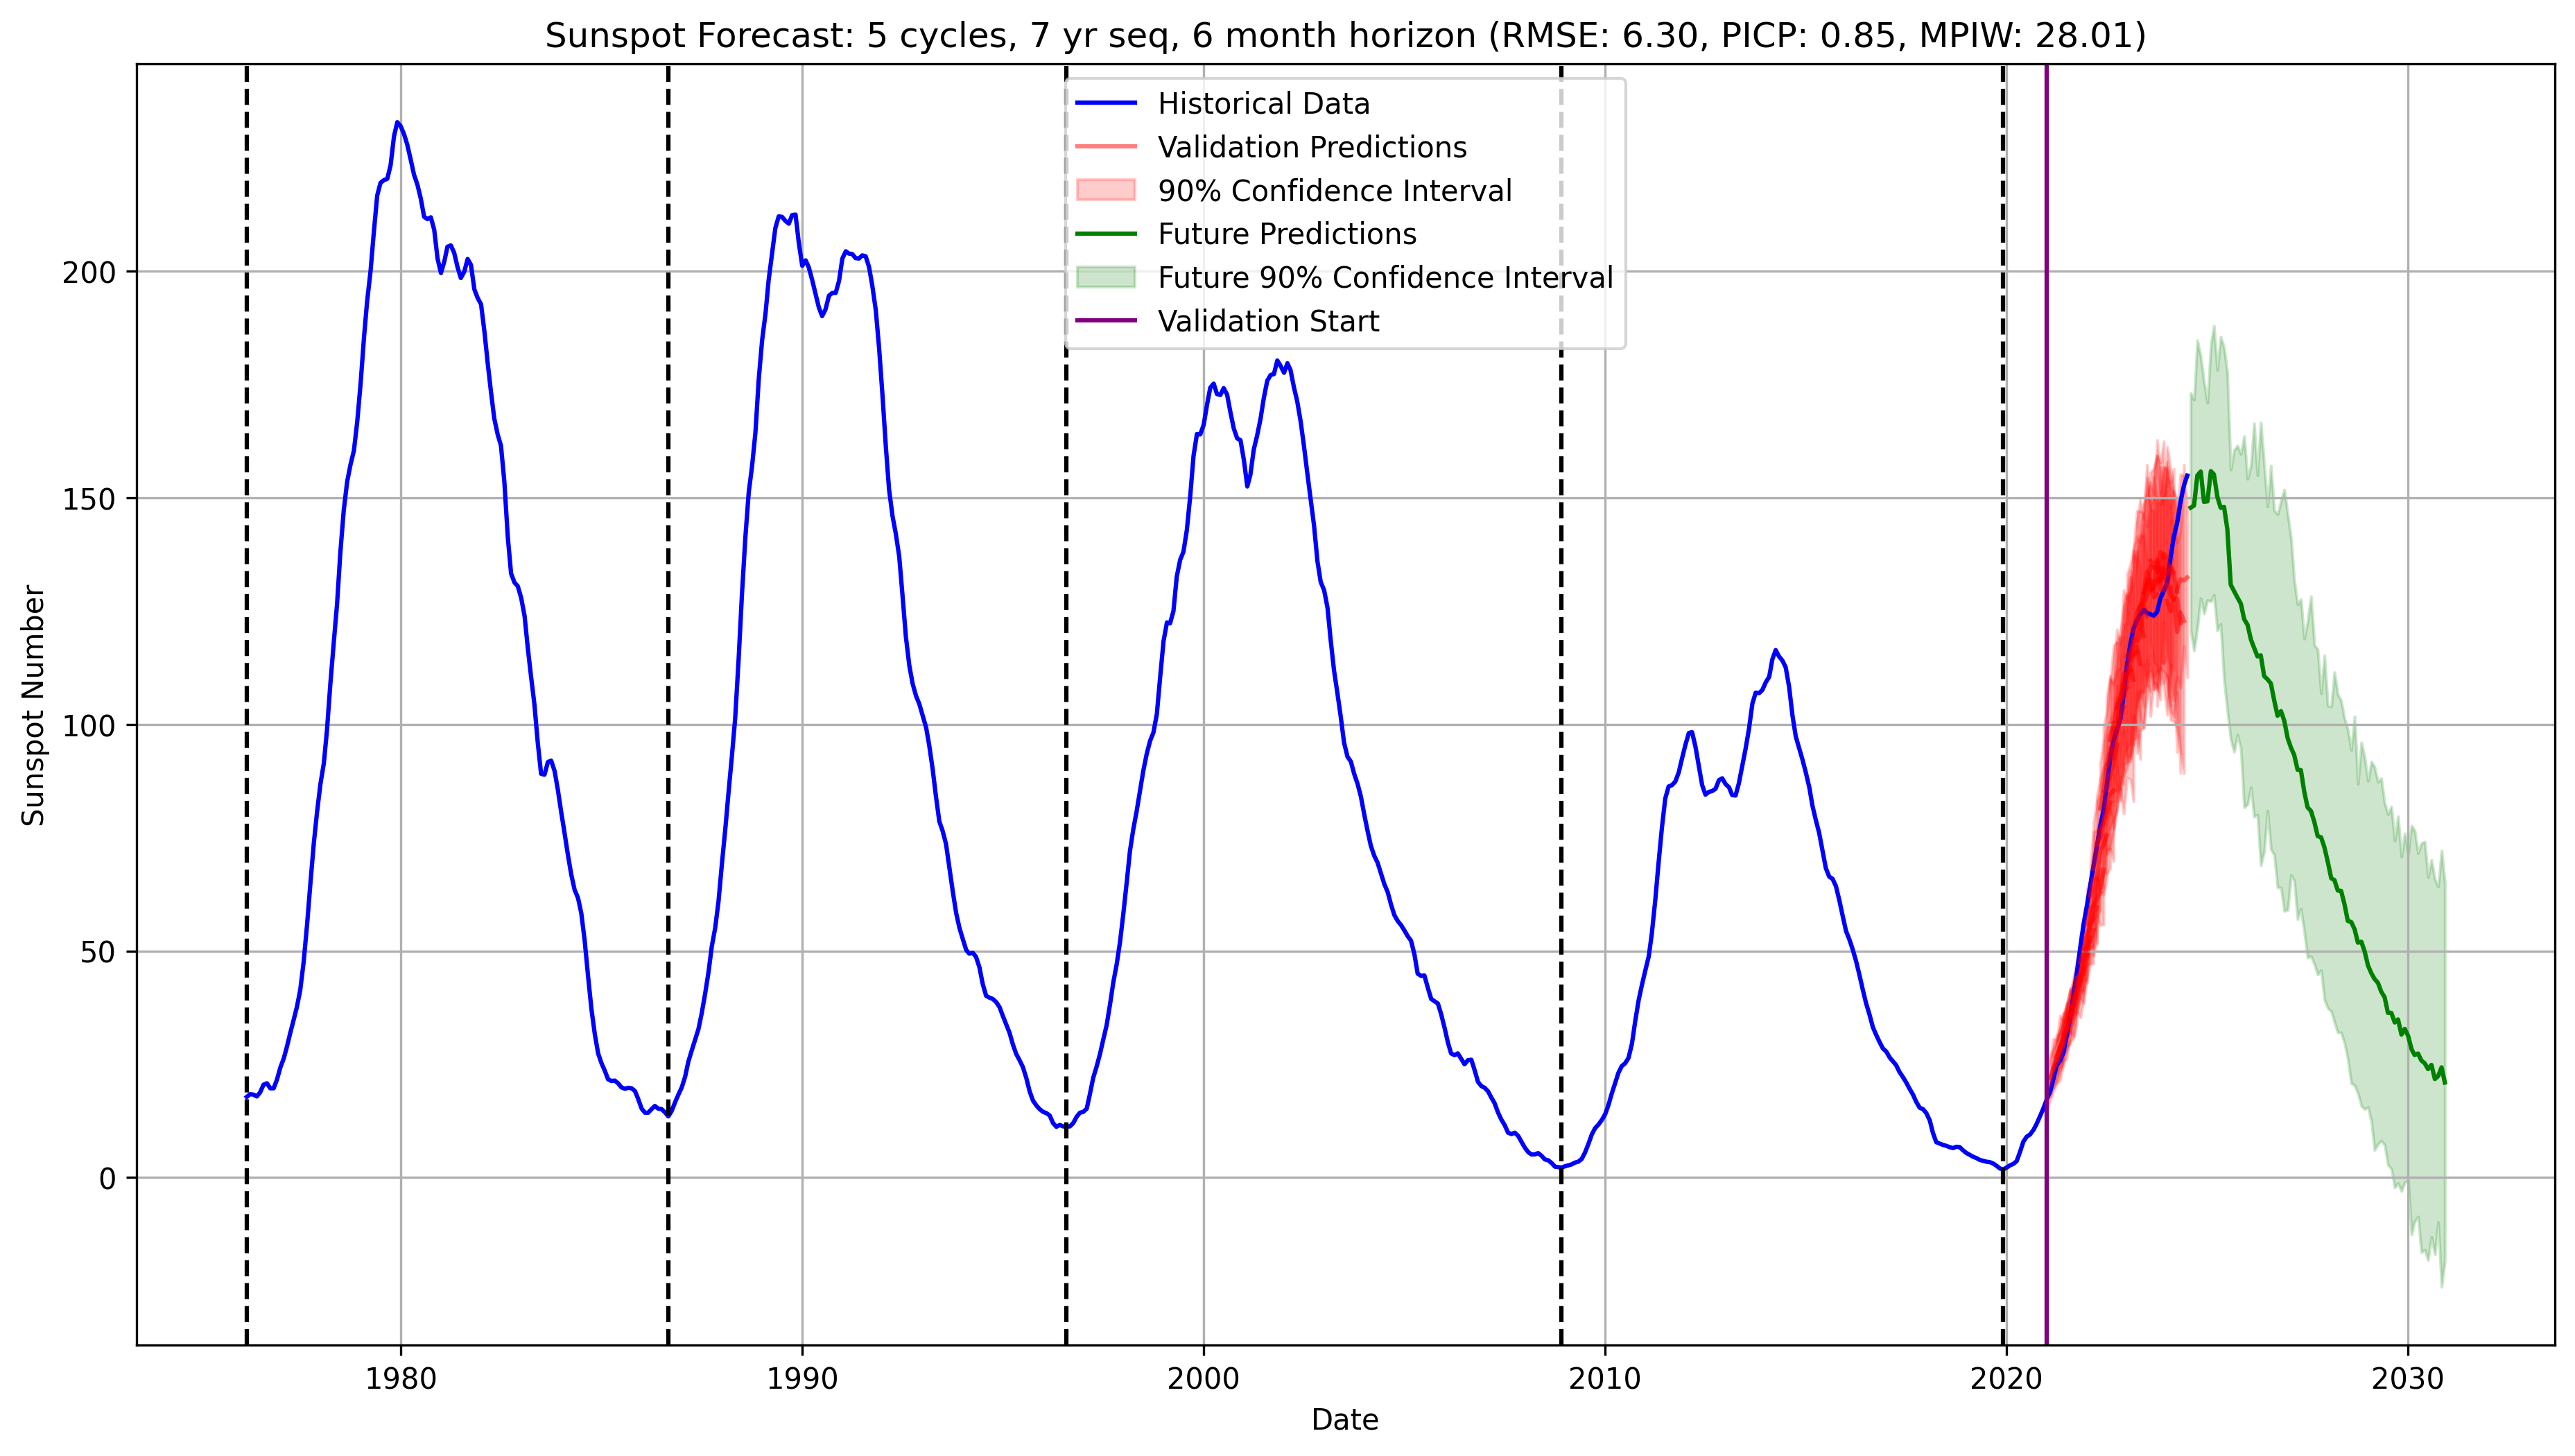 Sunspot Forecast: 5 cycles, 7 yr seq, 6 month horizon (RMSE: 6.30, PICP: 0.85, MPIW: 28.01)
Historical Data
Validation Predictions
90% Confidence Interval
Future Predictions
Future 90% Confidence Interval
Validation Start
Sunspot Number
200
150
100
50
0
1980 1990 2000 2010 2020 2030
Date